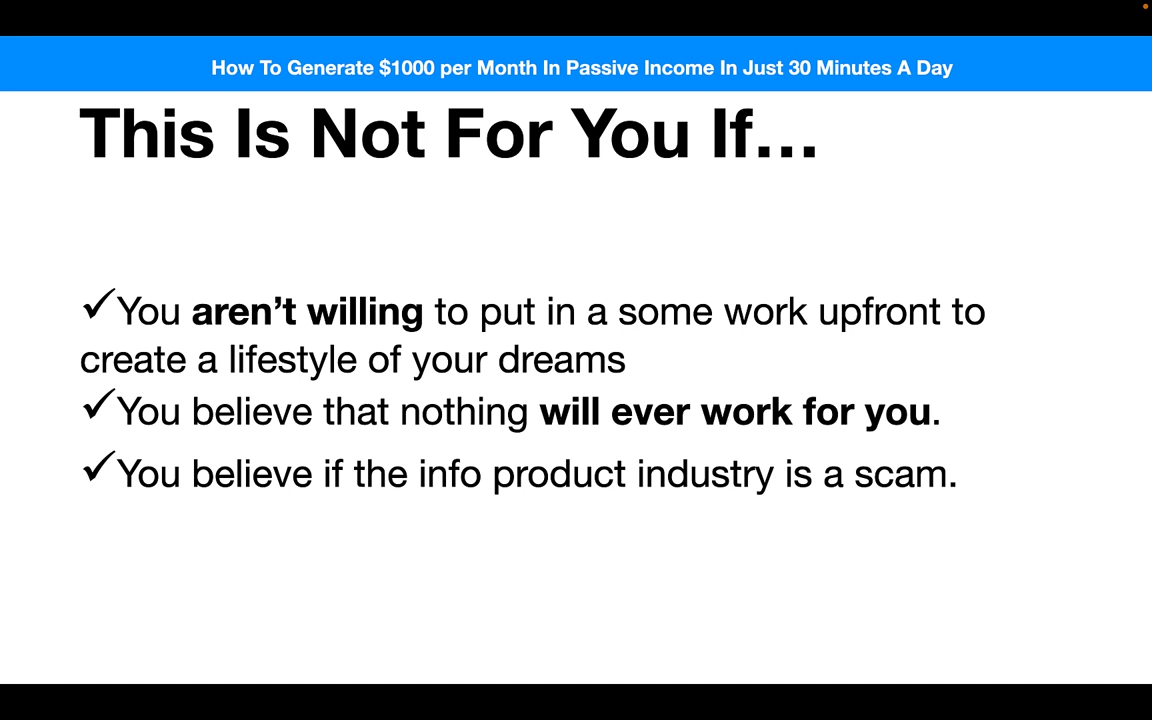 How To Generate $1000 per Month In Passive Income In Just 30 Minutes A Day
This Is Not For You If…
✓You aren’t willing to put in a some work upfront to
create a lifestyle of your dreams
✓You believe that nothing will ever work for you.
✓You believe if the info product industry is a scam.